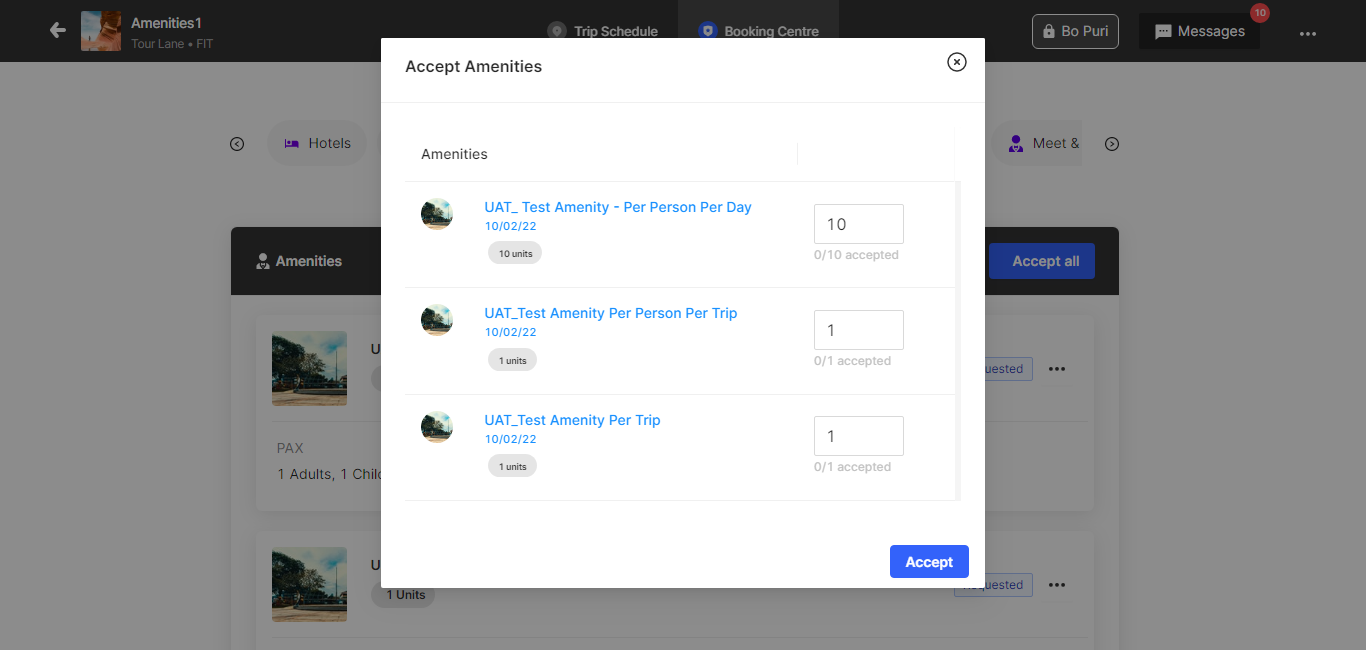 Amenities1
Tour Lane • FIT
Trip Schedule
Booking Centre
Bo Puri
Messages
10
Accept Amenities
Hotels
Meet &
Amenities
UAT_ Test Amenity - Per Person Per Day
10/02/22
10 units
10
0/10 accepted
Amenities
Accept all
UAT_Test Amenity Per Person Per Trip
10/02/22
1 units
1
0/1 accepted
U
uested
UAT_Test Amenity Per Trip
10/02/22
1 units
1
0/1 accepted
PAX
1 Adults, 1 Chil
Accept
U
1 Units
Requested